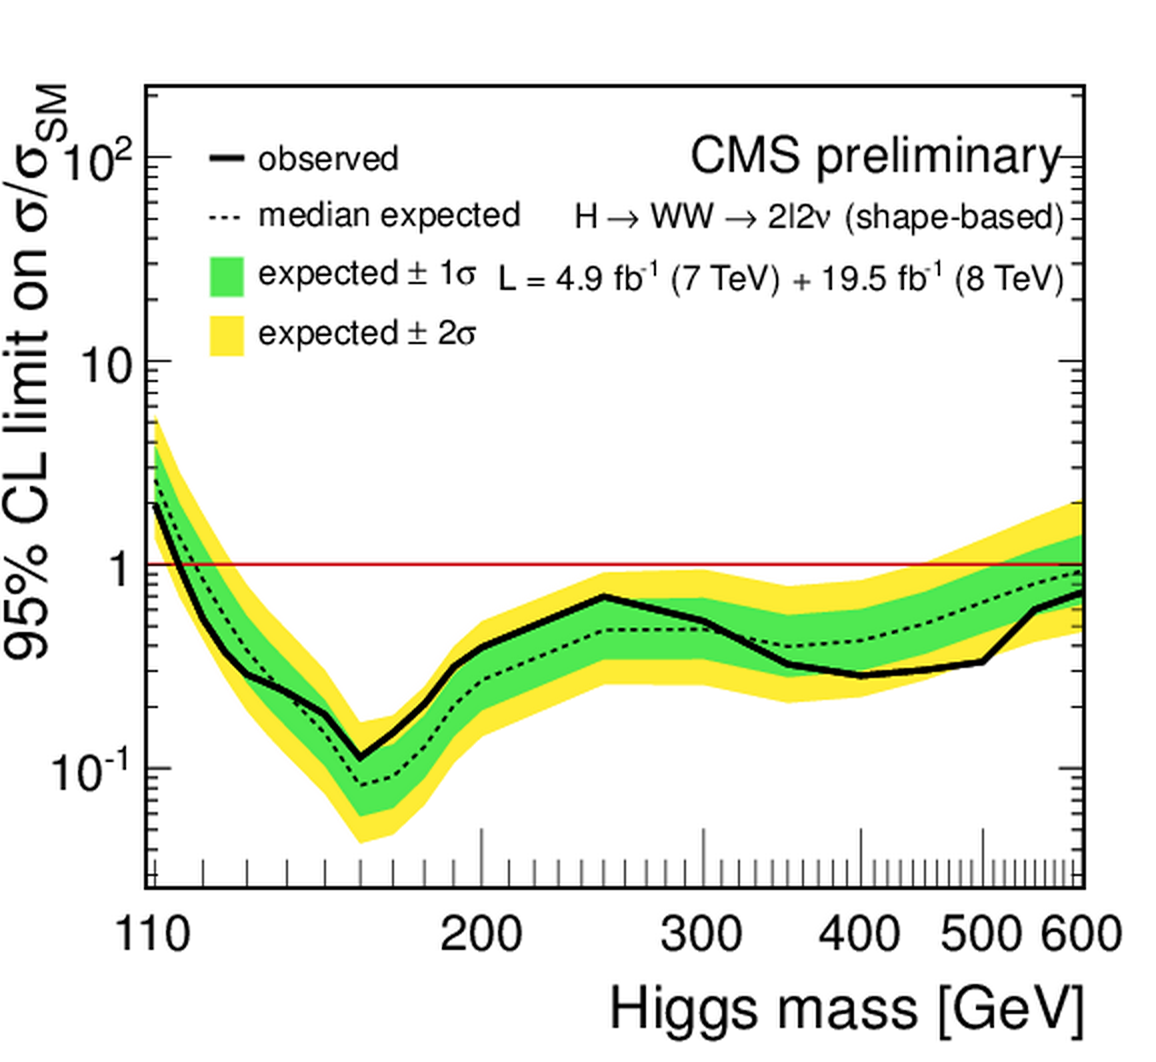 95% CL limit on σ/σSM
10²
10
1
10⁻¹
observed
median expected
expected ± 1σ
expected ± 2σ
CMS preliminary
H → WW → 2l2ν (shape-based)
L = 4.9 fb⁻¹ (7 TeV) + 19.5 fb⁻¹ (8 TeV)
110 200 300 400 500 600
Higgs mass [GeV]